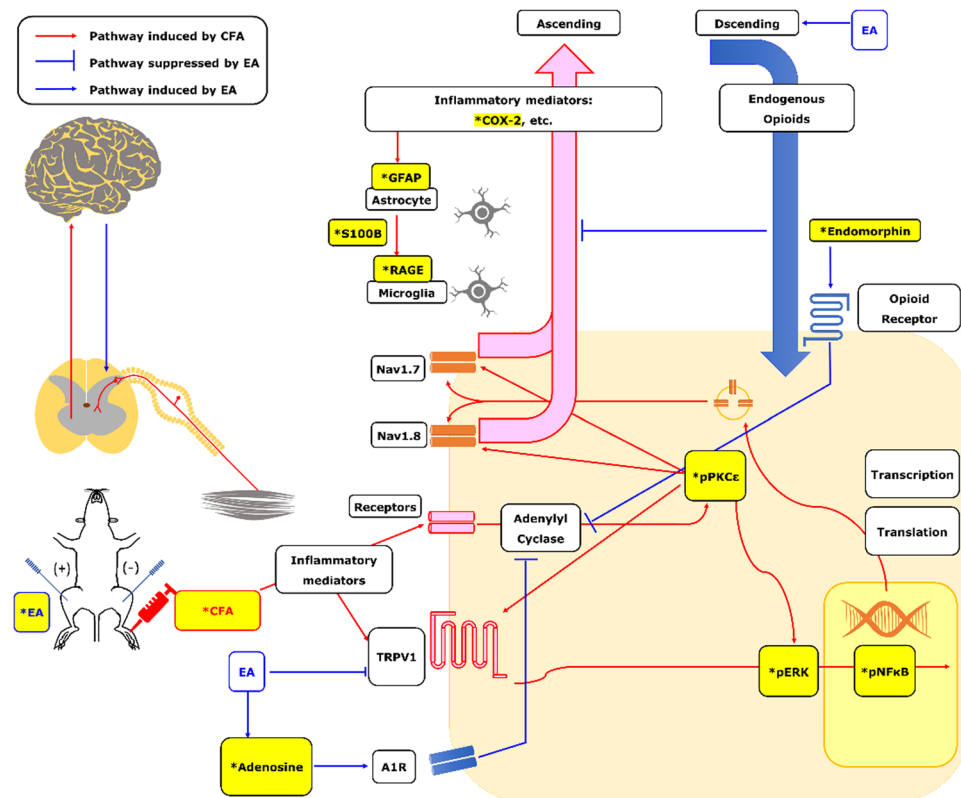 Pathway induced by CFA
Pathway suppressed by EA
Pathway induced by EA
Ascending
Dscending
EA
Inflammatory mediators:
*COX-2, etc.
Endogenous
Opioids
*GFAP
Astrocyte
*S100B
*RAGE
Microglia
*Endomorphin
Opioid
Receptor
Nav1.7
Nav1.8
*pPKCε
Transcription
Translation
Receptors
Adenylyl
Cyclase
Inflammatory
mediators
(+)
(-)
*EA
*CFA
TRPV1
EA
*pERK
*pNFκB
*Adenosine
A1R